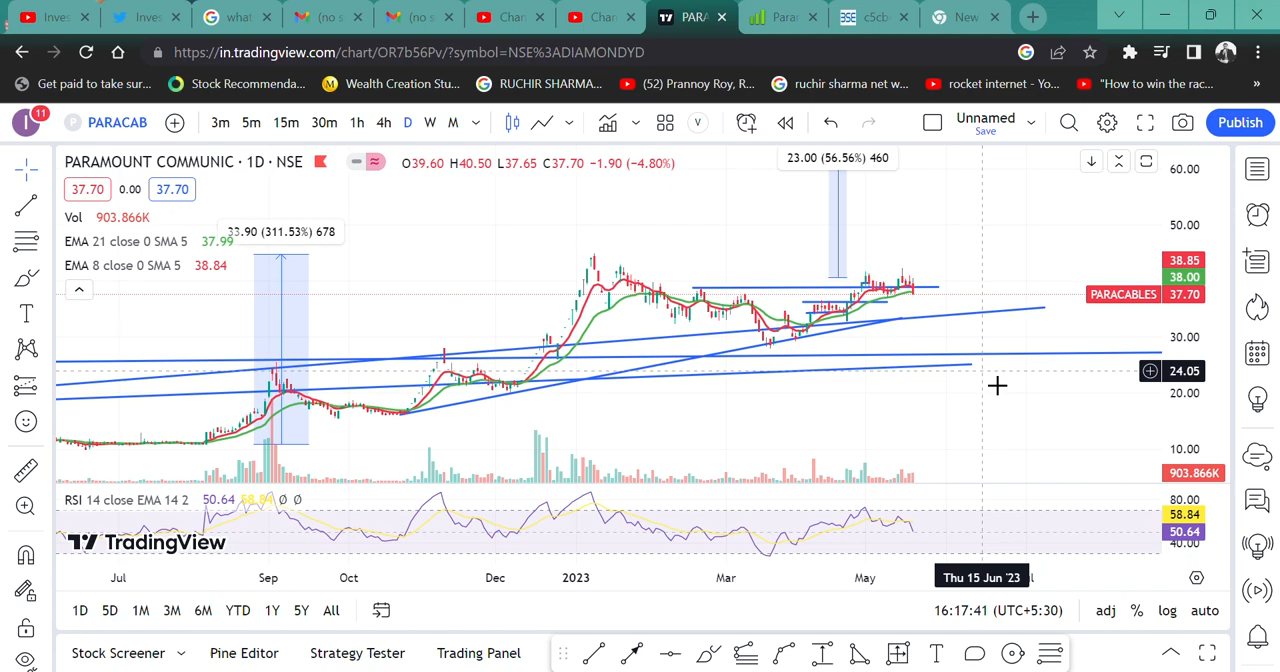 Inves
Inves
what
(no s
(no s
Chan
Chan
PARA
Parar
c5cb
New
https://in.tradingview.com/chart/OR7b56Pv/?symbol=NSE%3ADIAMONDYD
Get paid to take sur...
Stock Recommenda...
Wealth Creation Stu...
RUCHIR SHARMA...
(52) Prannoy Roy, R...
ruchir sharma net w...
rocket internet - Yo...
"How to win the rac...
»
I
11
P
PARACAB
3m 5m 15m 30m 1h 4h D W M
V
Unnamed
Save
Publish
PARAMOUNT COMMUNIC · 1D · NSE
O39.60 H40.50 L37.65 C37.70 −1.90 (−4.80%)
37.70 0.00 37.70
Vol 903.866K
EMA 21 close 0 SMA 5 37.99
EMA 8 close 0 SMA 5 38.84
33.90 (311.53%) 678
23.00 (56.56%) 460
60.00
50.00
38.85
38.00
PARACABLES 37.70
30.00
24.05
20.00
10.00
903.866K
RSI 14 close EMA 14 2 50.64 58.84 Ø Ø
80.00
58.84
50.64
40.00
TradingView
Jul Sep Oct Dec 2023 Mar May Thu 15 Jun '23
1D 5D 1M 3M 6M YTD 1Y 5Y All
16:17:41 (UTC+5:30)
adj % log auto
Stock Screener
Pine Editor
Strategy Tester
Trading Panel